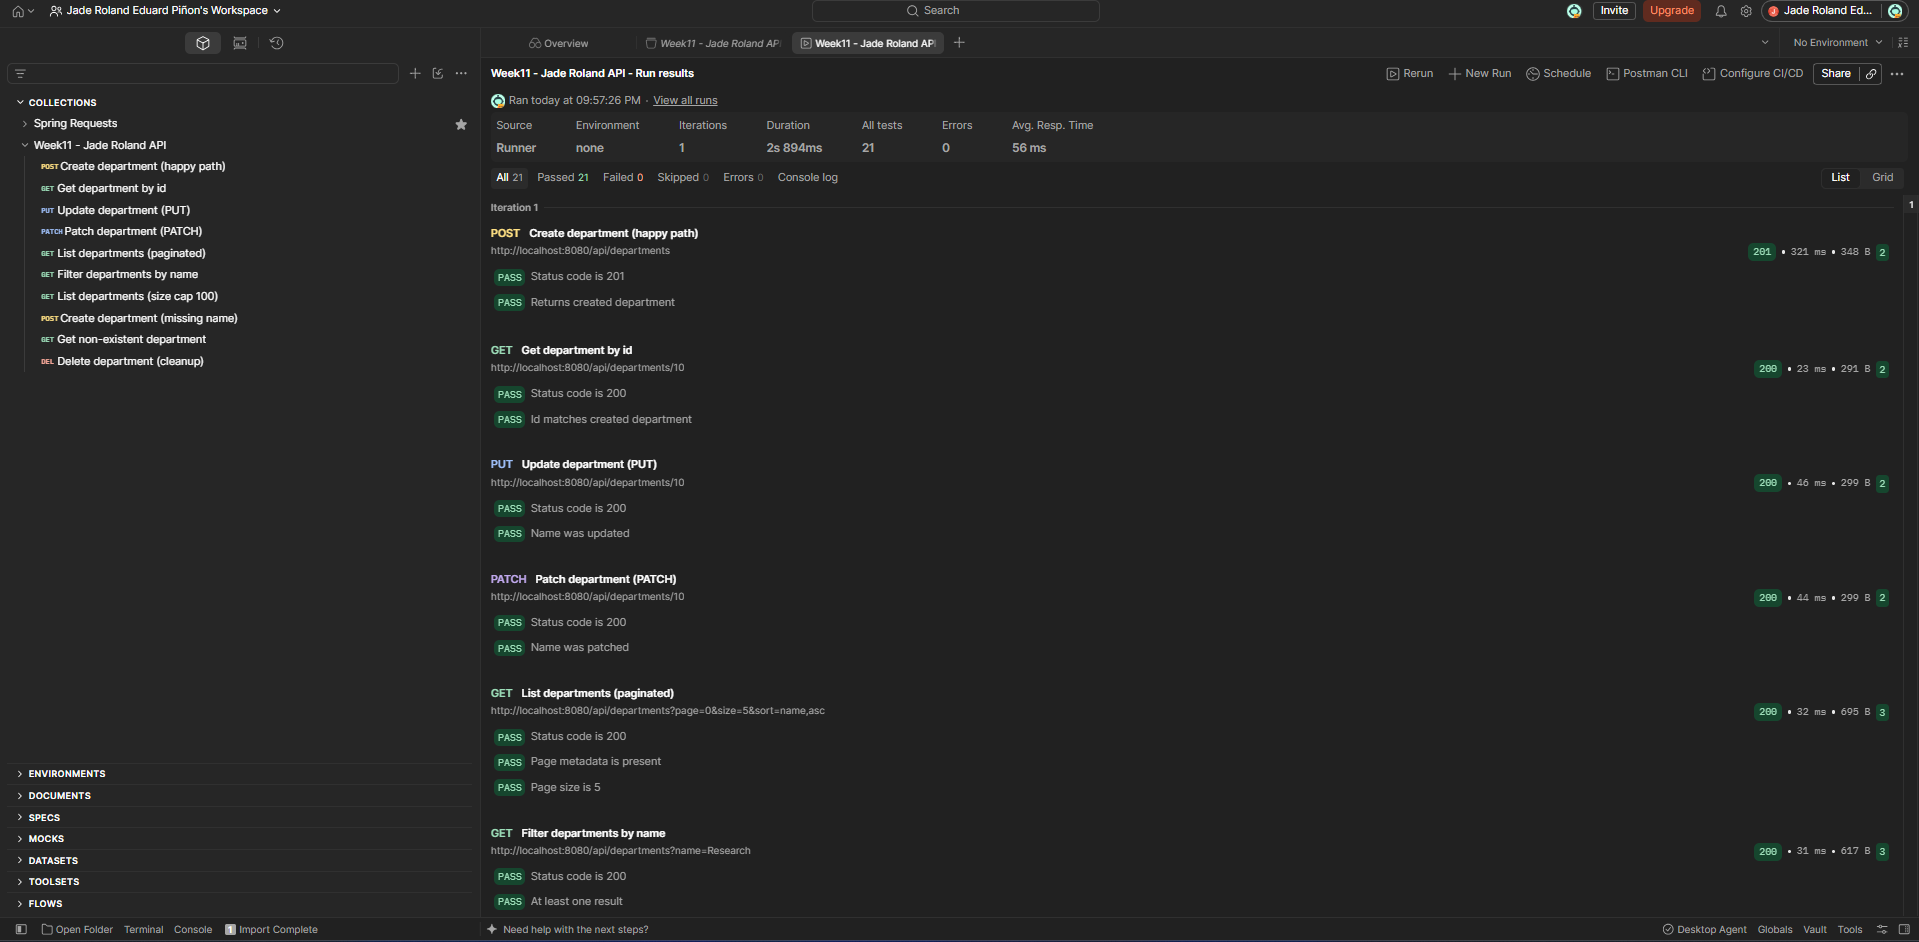 Jade Roland Eduard Piñon's Workspace
Search
Invite
Upgrade
Jade Roland Ed...
Overview
Week11 - Jade Roland API
Week11 - Jade Roland API
No Environment
COLLECTIONS
Spring Requests
Week11 - Jade Roland API
POST Create department (happy path)
GET Get department by id
PUT Update department (PUT)
PATCH Patch department (PATCH)
GET List departments (paginated)
GET Filter departments by name
GET List departments (size cap 100)
POST Create department (missing name)
GET Get non-existent department
DEL Delete department (cleanup)
ENVIRONMENTS
DOCUMENTS
SPECS
MOCKS
DATASETS
TOOLSETS
FLOWS
Week11 - Jade Roland API - Run results
Rerun
New Run
Schedule
Postman CLI
Configure CI/CD
Share
Ran today at 09:57:26 PM · View all runs
Source Environment Iterations Duration All tests Errors Avg. Resp. Time
Runner none 1 2s 894ms 21 0 56 ms
All 21 Passed 21 Failed 0 Skipped 0 Errors 0 Console log
List Grid
Iteration 1
1
POST Create department (happy path)
http://localhost:8080/api/departments
201 • 321 ms • 348 B 2
PASS Status code is 201
PASS Returns created department
GET Get department by id
http://localhost:8080/api/departments/10
200 • 23 ms • 291 B 2
PASS Status code is 200
PASS Id matches created department
PUT Update department (PUT)
http://localhost:8080/api/departments/10
200 • 46 ms • 299 B 2
PASS Status code is 200
PASS Name was updated
PATCH Patch department (PATCH)
http://localhost:8080/api/departments/10
200 • 44 ms • 299 B 2
PASS Status code is 200
PASS Name was patched
GET List departments (paginated)
http://localhost:8080/api/departments?page=0&size=5&sort=name,asc
200 • 32 ms • 695 B 3
PASS Status code is 200
PASS Page metadata is present
PASS Page size is 5
GET Filter departments by name
http://localhost:8080/api/departments?name=Research
200 • 31 ms • 617 B 3
PASS Status code is 200
PASS At least one result
Open Folder Terminal Console 1 Import Complete
Need help with the next steps?
Desktop Agent Globals Vault Tools